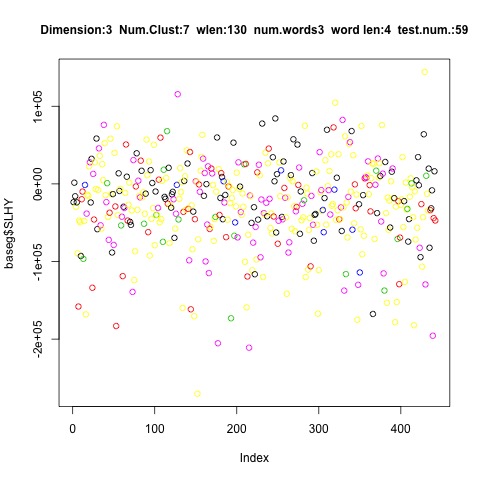 Dimension:3 Num.Clust:7 wlen:130 num.words3 word len:4 test.num.:59
baseg$SLHY
1e+05
0e+00
-1e+05
-2e+05
0 100 200 300 400
Index